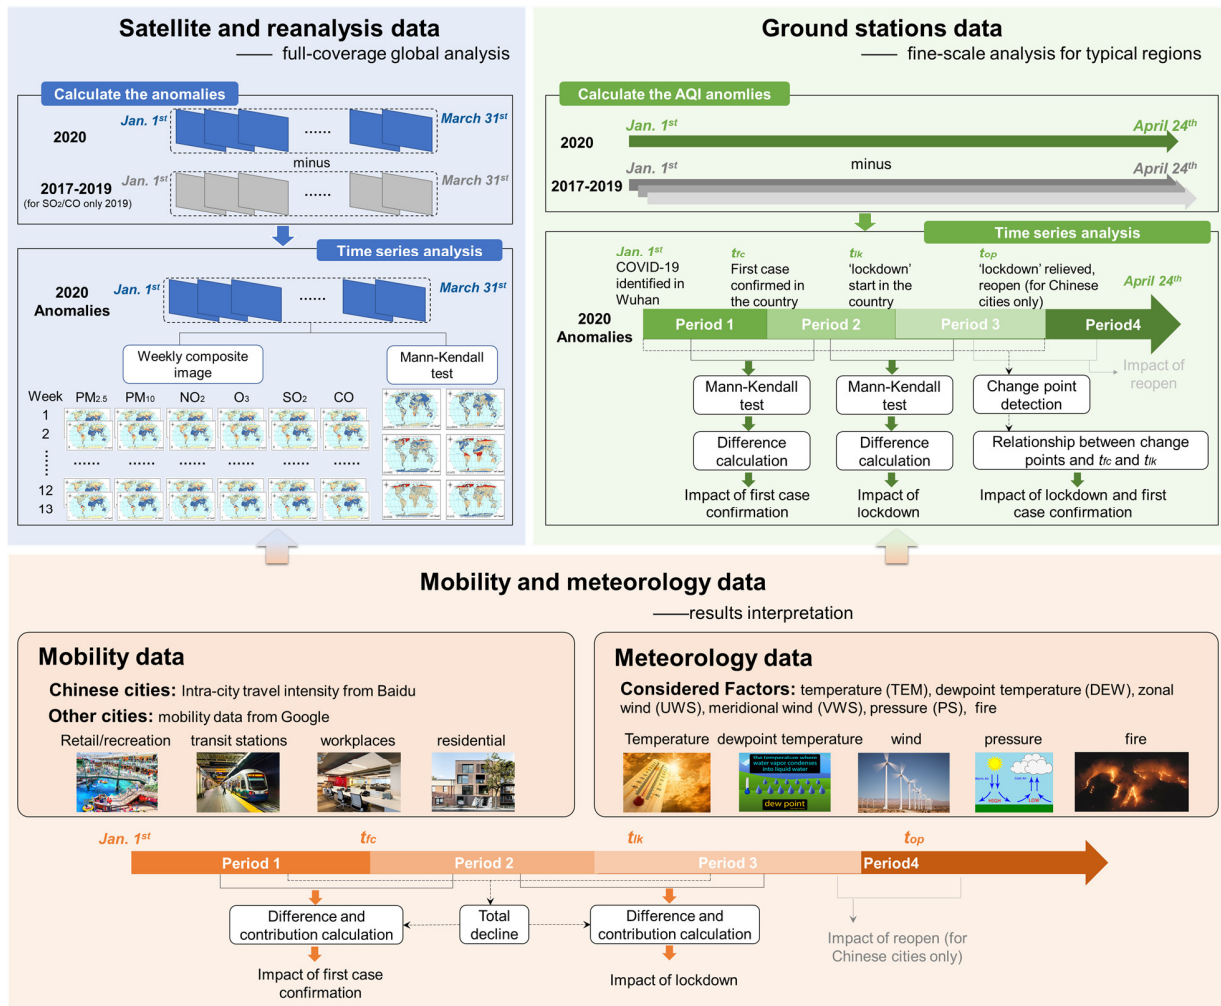 Satellite and reanalysis data
—— full-coverage global analysis
Calculate the anomalies
Jan. 1st
March 31st
2020
······
minus
2017-2019
(for SO2/CO only 2019)
Jan. 1st
March 31st
······
Time series analysis
2020
Anomalies
Jan. 1st
March 31st
······
Weekly composite
image
Mann-Kendall
test
Week
PM2.5
PM10
NO2
O3
SO2
CO
1
2
······
12
13
Ground stations data
—— fine-scale analysis for typical regions
Calculate the AQI anomlies
Jan. 1st
April 24th
2020
minus
Jan. 1st
April 24th
2017-2019
Time series analysis
Jan. 1st
COVID-19
identified in
Wuhan
tfc
First case
confirmed in
the country
tlk
‘lockdown’
start in the
country
top
‘lockdown’ relieved,
reopen (for Chinese
cities only)
April 24th
2020
Anomalies
Period 1
Period 2
Period 3
Period4
Impact of
reopen
Mann-Kendall
test
Mann-Kendall
test
Change point
detection
Difference
calculation
Difference
calculation
Relationship between change
points and tfc and tlk
Impact of first case
confirmation
Impact of
lockdown
Impact of lockdown and first
case confirmation
Mobility and meteorology data
——results interpretation
Mobility data
Chinese cities: Intra-city travel intensity from Baidu
Other cities: mobility data from Google
Retail/recreation
transit stations
workplaces
residential
Meteorology data
Considered Factors: temperature (TEM), dewpoint temperature (DEW), zonal
wind (UWS), meridional wind (VWS), pressure (PS), fire
Temperature
dewpoint temperature
wind
pressure
fire
the temperature where
water vapor condenses
into liquid water
dew point
HIGH
LOW
Jan. 1st
tfc
tlk
top
Period 1
Period 2
Period 3
Period4
Difference and
contribution calculation
Total
decline
Difference and
contribution calculation
Impact of reopen (for
Chinese cities only)
Impact of first case
confirmation
Impact of lockdown